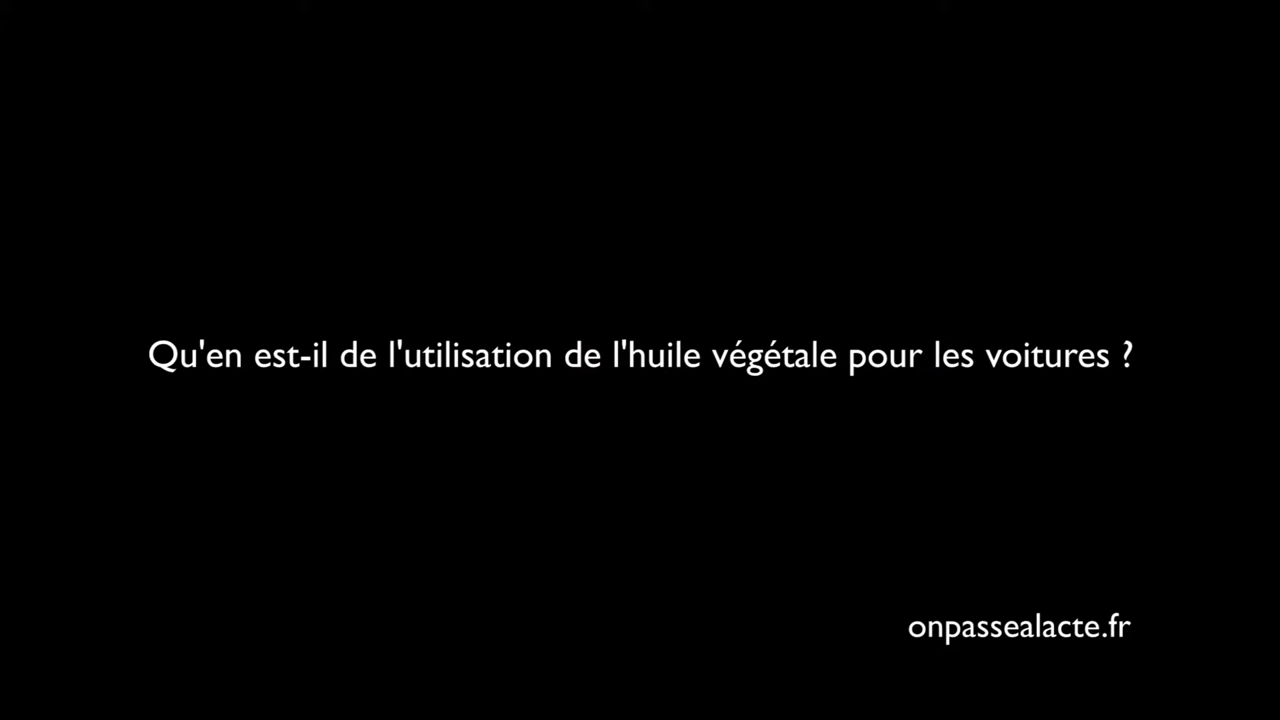 Qu'en est-il de l'utilisation de l'huile végétale pour les voitures ?
onpassealacte.fr